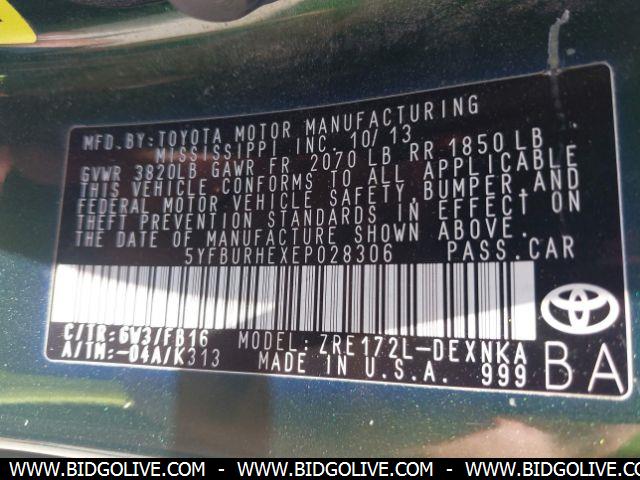 MFD.BY:TOYOTA MOTOR MANUFACTURING
MISSISSIPPI INC. 10/13
GVWR 3820LB GAWR FR 2070 LB RR 1850 LB
THIS VEHICLE CONFORMS TO ALL APPLICABLE
FEDERAL MOTOR VEHICLE SAFETY,BUMPER,AND
THEFT PREVENTION STANDARDS IN EFFECT ON
THE DATE OF MANUFACTURE SHOWN ABOVE.
5YFBURHEXEP028306 PASS.CAR
C/TR:6W3/FB16 MODEL:ZRE172L-DEXNKA
A/TM:-04A/K313 MADE IN U.S.A. 999
BA
WWW.BIDGOLIVE.COM - WWW.BIDGOLIVE.COM - WWW.BIDGOLIVE.COM